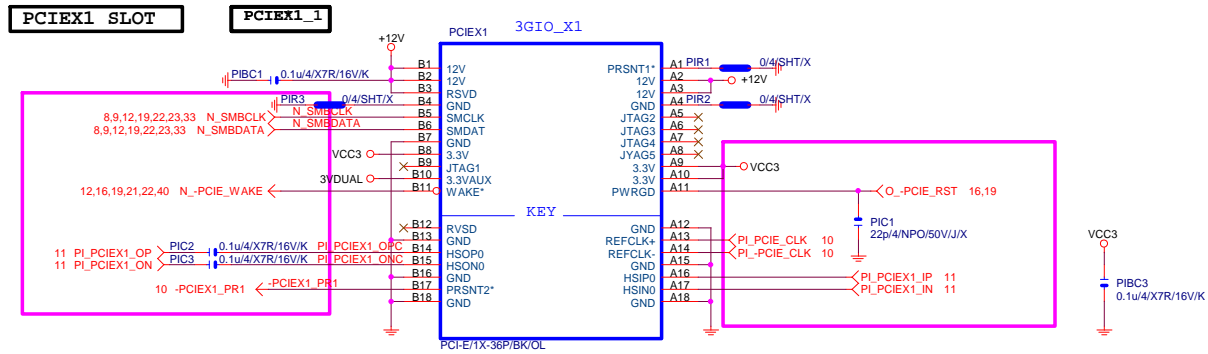 PCIEX1 SLOT
PCIEX1_1
+12V
PCIEX1
3GIO_X1
PIBC1 0.1u/4/X7R/16V/K
B1 12V
B2 12V
B3 RSVD
PIR3 0/4/SHT/X B4 GND
8,9,12,19,22,23,33 N_SMBCLK N_SMBCLK B5 SMCLK
8,9,12,19,22,23,33 N_SMBDATA N_SMBDATA B6 SMDAT
B7 GND
VCC3 B8 3.3V
B9 JTAG1
3VDUAL B10 3.3VAUX
12,16,19,21,22,40 N_-PCIE_WAKE B11 WAKE*
KEY
B12 RVSD
B13 GND
11 PI_PCIEX1_OP PIC2 0.1u/4/X7R/16V/K PI_PCIEX1_OPC B14 HSOP0
11 PI_PCIEX1_ON PIC3 0.1u/4/X7R/16V/K PI_PCIEX1_ONC B15 HSON0
B16 GND
10 -PCIEX1_PR1 -PCIEX1_PR1 B17 PRSNT2*
B18 GND
PRSNT1* A1 PIR1 0/4/SHT/X
12V A2 +12V
12V A3
GND A4 PIR2 0/4/SHT/X
JTAG2 A5
JTAG3 A6
JTAG4 A7
JYAG5 A8
3.3V A9 VCC3
3.3V A10
PWRGD A11 O_-PCIE_RST 16,19
PIC1
22p/4/NPO/50V/J/X
GND A12
REFCLK+ A13 PI_PCIE_CLK 10
REFCLK- A14 PI_-PCIE_CLK 10
GND A15
HSIP0 A16 PI_PCIEX1_IP 11
HSIN0 A17 PI_PCIEX1_IN 11
GND A18
PCI-E/1X-36P/BK/OL
VCC3
PIBC3
0.1u/4/X7R/16V/K